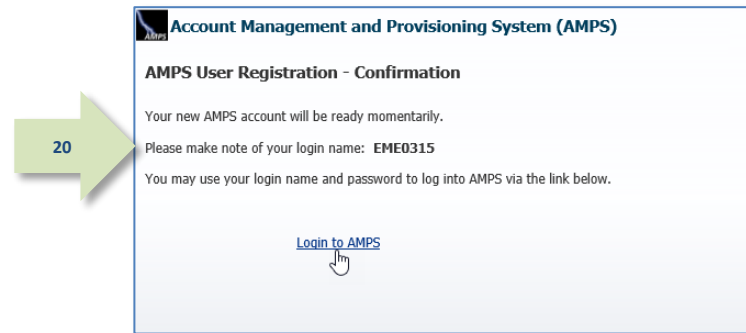 AMPS
Account Management and Provisioning System (AMPS)
AMPS User Registration - Confirmation
Your new AMPS account will be ready momentarily.
20
Please make note of your login name: EME0315
You may use your login name and password to log into AMPS via the link below.
Login to AMPS